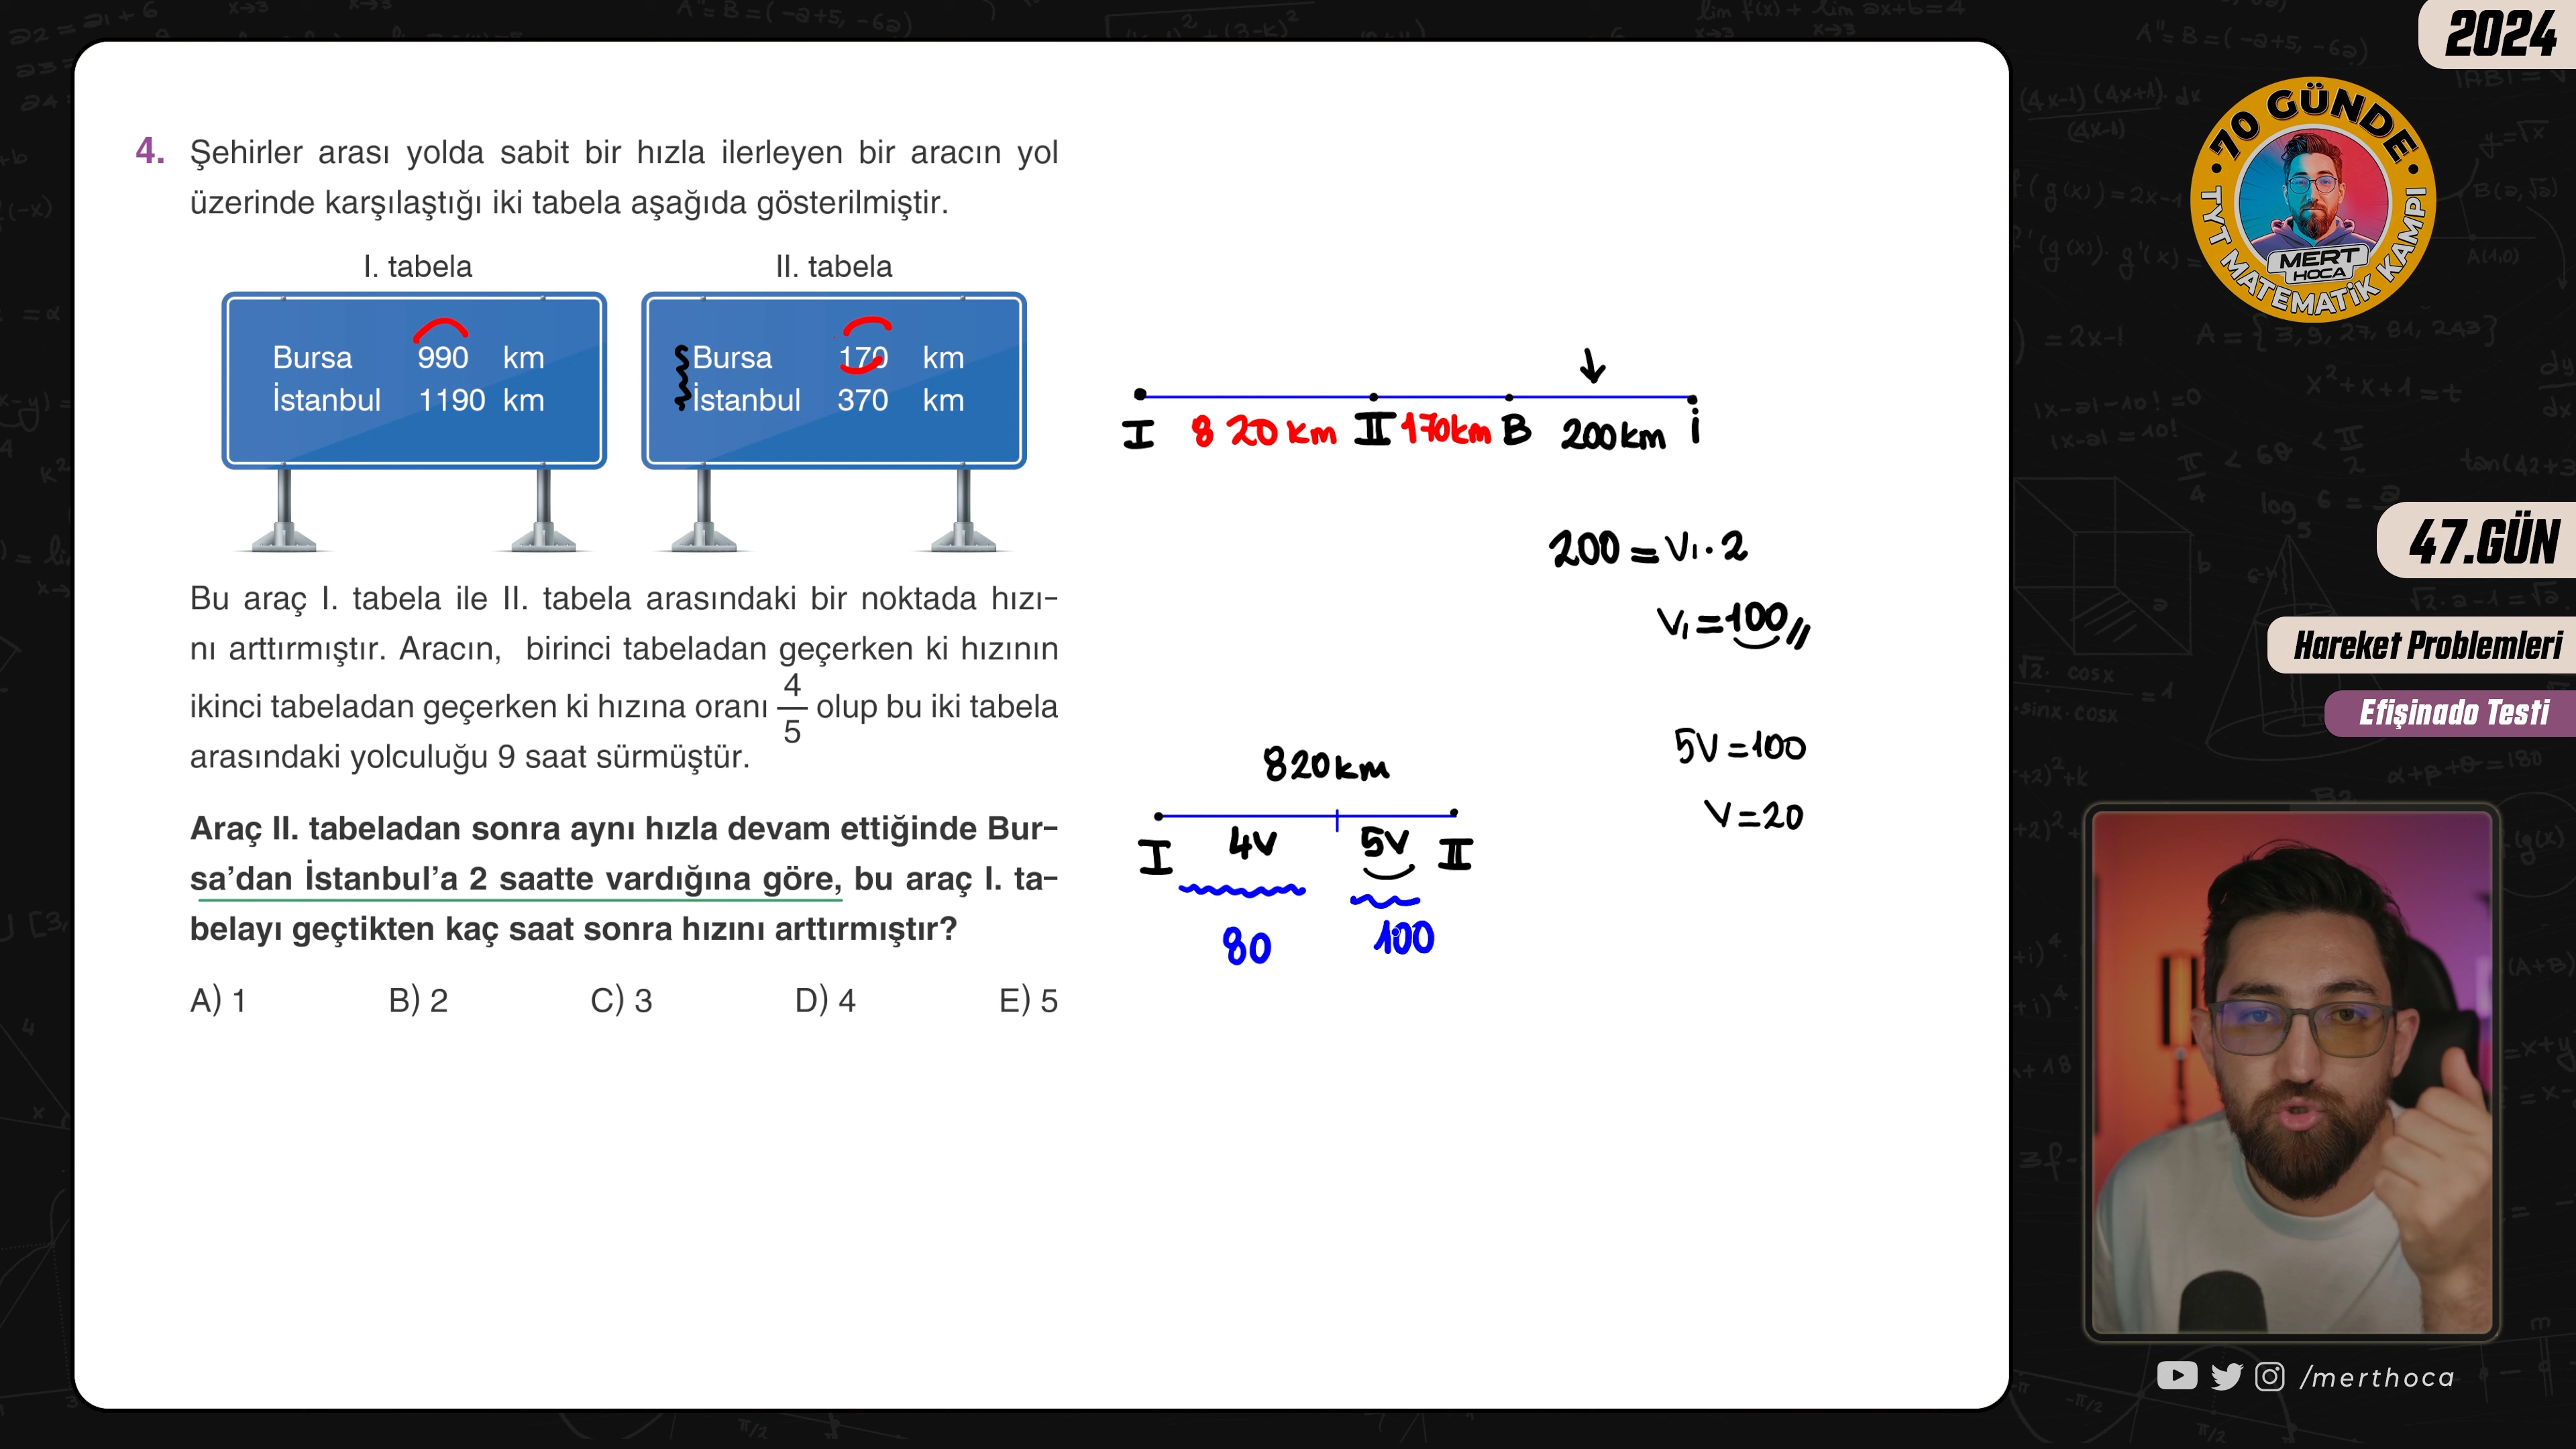 2024
70 GÜNDE
MERT
HOCA
TYT MATEMATİK KAMPI
47.GÜN
Hareket Problemleri
Efişinado Testi
4. Şehirler arası yolda sabit bir hızla ilerleyen bir aracın yol
üzerinde karşılaştığı iki tabela aşağıda gösterilmiştir.
I. tabela
Bursa 990 km
İstanbul 1190 km
II. tabela
Bursa 170 km
İstanbul 370 km
Bu araç I. tabela ile II. tabela arasındaki bir noktada hızı-
nı arttırmıştır. Aracın, birinci tabeladan geçerken ki hızının
ikinci tabeladan geçerken ki hızına oranı 4/5 olup bu iki tabela
arasındaki yolculuğu 9 saat sürmüştür.
Araç II. tabeladan sonra aynı hızla devam ettiğinde Bur-
sa’dan İstanbul’a 2 saatte vardığına göre, bu araç I. ta-
belayı geçtikten kaç saat sonra hızını arttırmıştır?
A) 1 B) 2 C) 3 D) 4 E) 5
I 820 km II 170km B 200km i
200 = V₁ . 2
V₁ = 100 //
5V = 100
V = 20
820km
I 4V 5V II
80 100
/merthoca